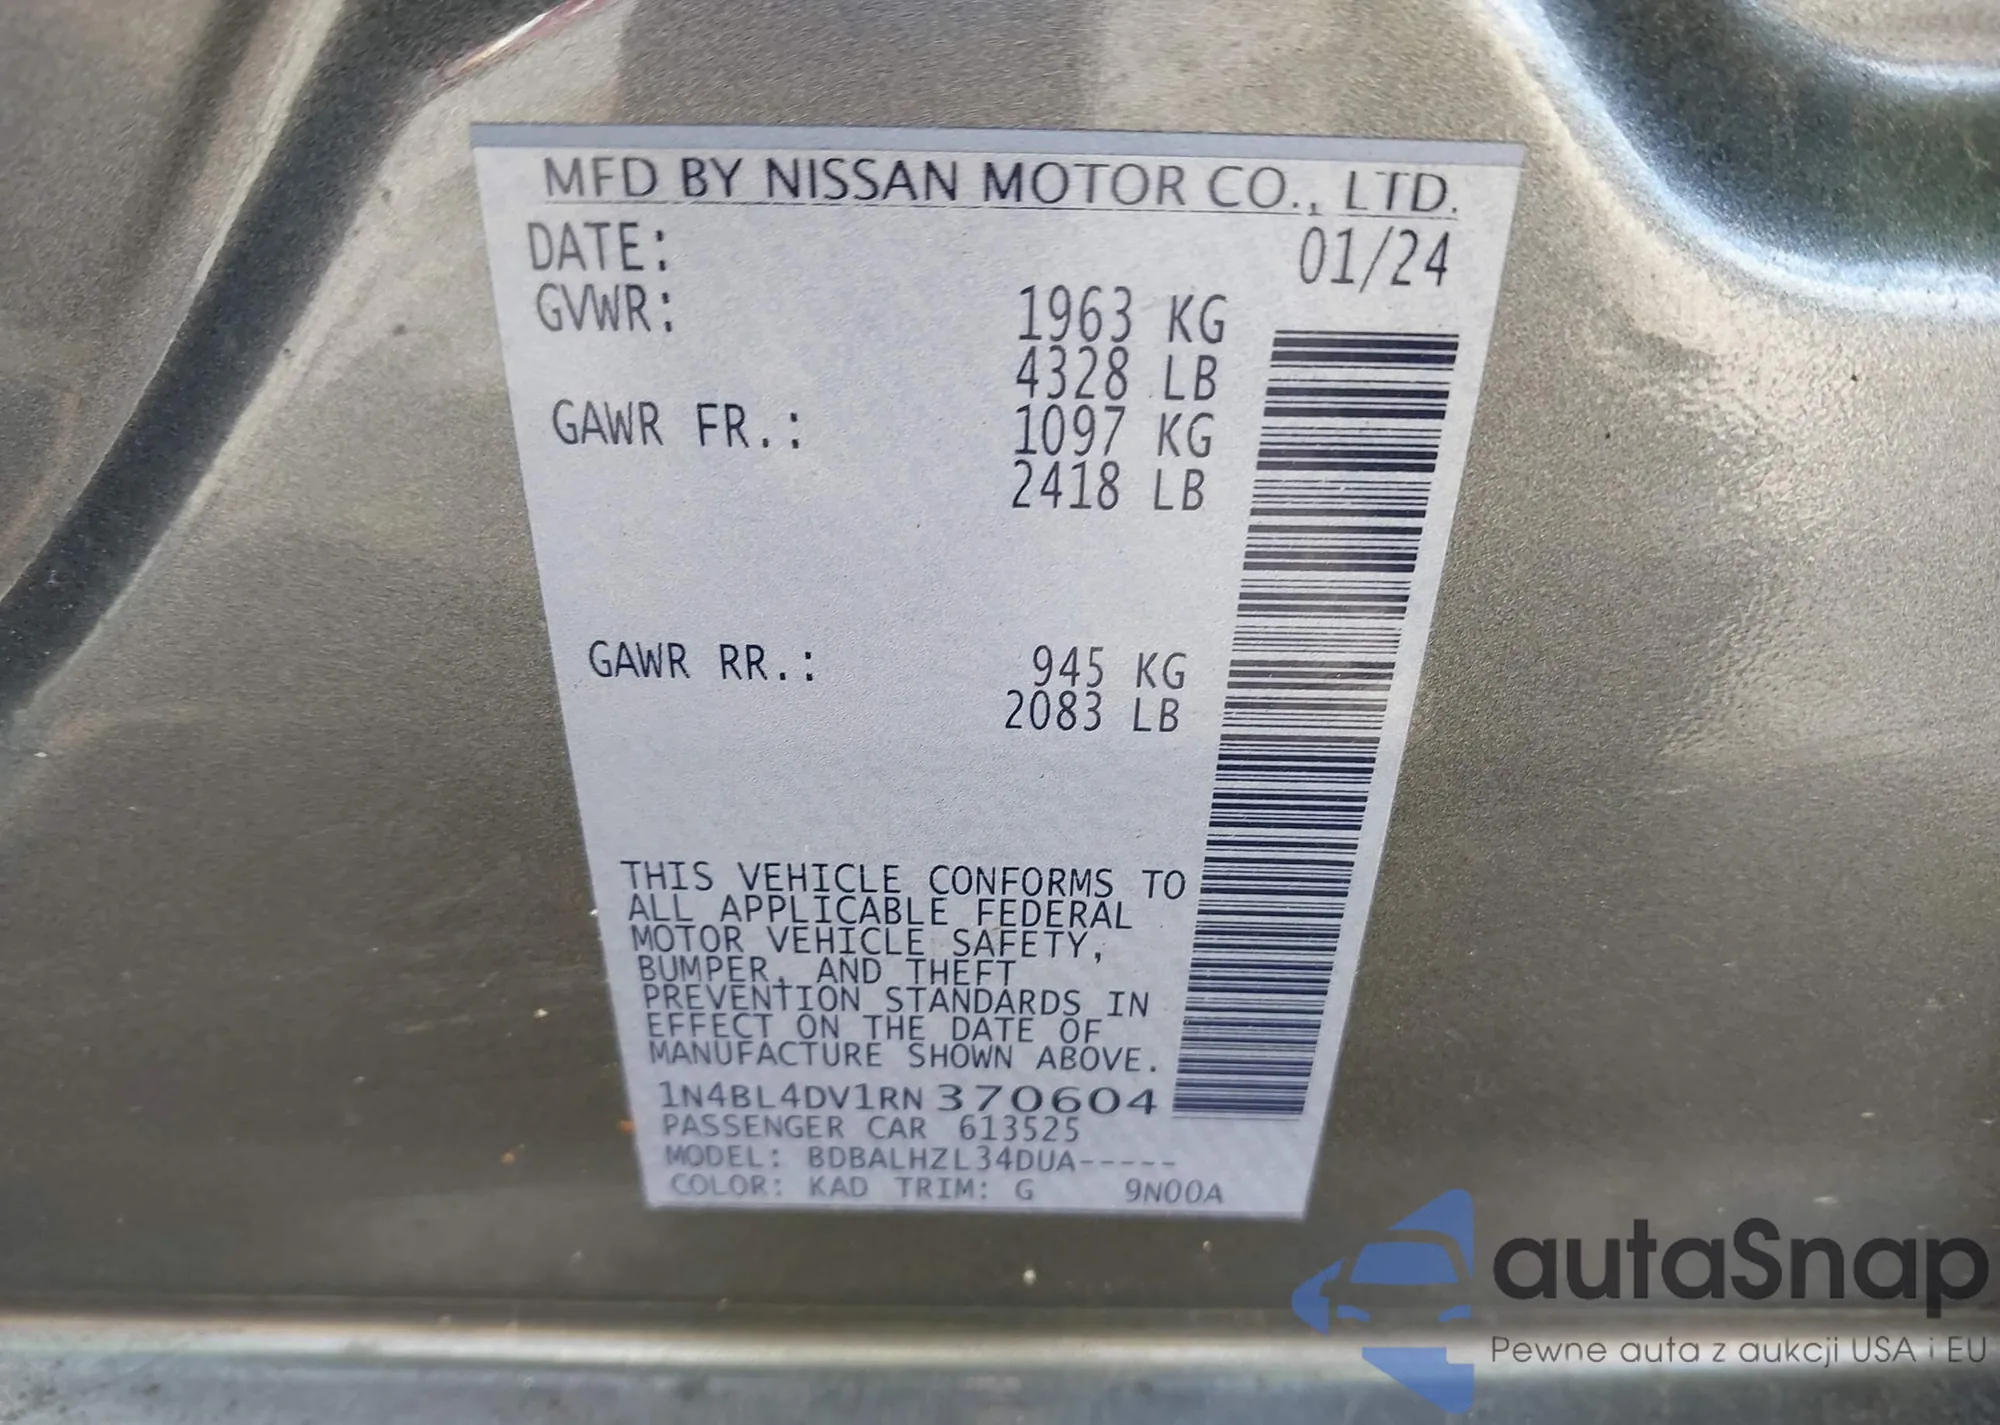 MFD BY NISSAN MOTOR CO., LTD.
DATE: 01/24
GVWR: 1963 KG
4328 LB
GAWR FR.: 1097 KG
2418 LB
GAWR RR.: 945 KG
2083 LB
THIS VEHICLE CONFORMS TO
ALL APPLICABLE FEDERAL
MOTOR VEHICLE SAFETY,
BUMPER, AND THEFT
PREVENTION STANDARDS IN
EFFECT ON THE DATE OF
MANUFACTURE SHOWN ABOVE.
1N4BL4DV1RN370604
PASSENGER CAR 613525
MODEL: BDBALHZL34DUA-----
COLOR: KAD TRIM: G 9N00A
autaSnap
Pewne auta z aukcji USA i EU